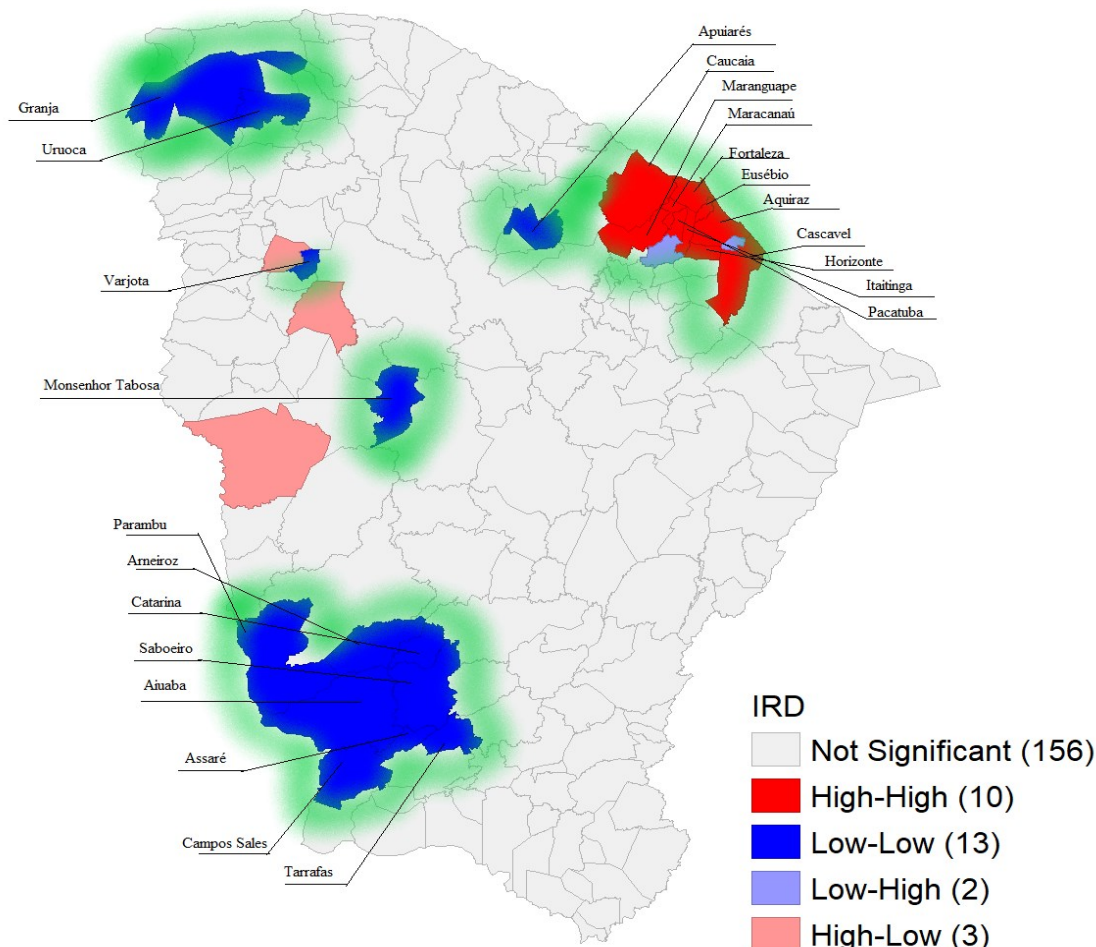 Apuiarés
Caucaia
Maranguape
Maracanaú
Fortaleza
Eusébio
Aquiraz
Cascavel
Horizonte
Itaitinga
Pacatuba
Granja
Uruoca
Varjota
Monsenhor Tabosa
Parambu
Arneiroz
Catarina
Saboeiro
Aiuaba
Assaré
Campos Sales
Tarrafas
IRD
Not Significant (156)
High-High (10)
Low-Low (13)
Low-High (2)
High-Low (3)